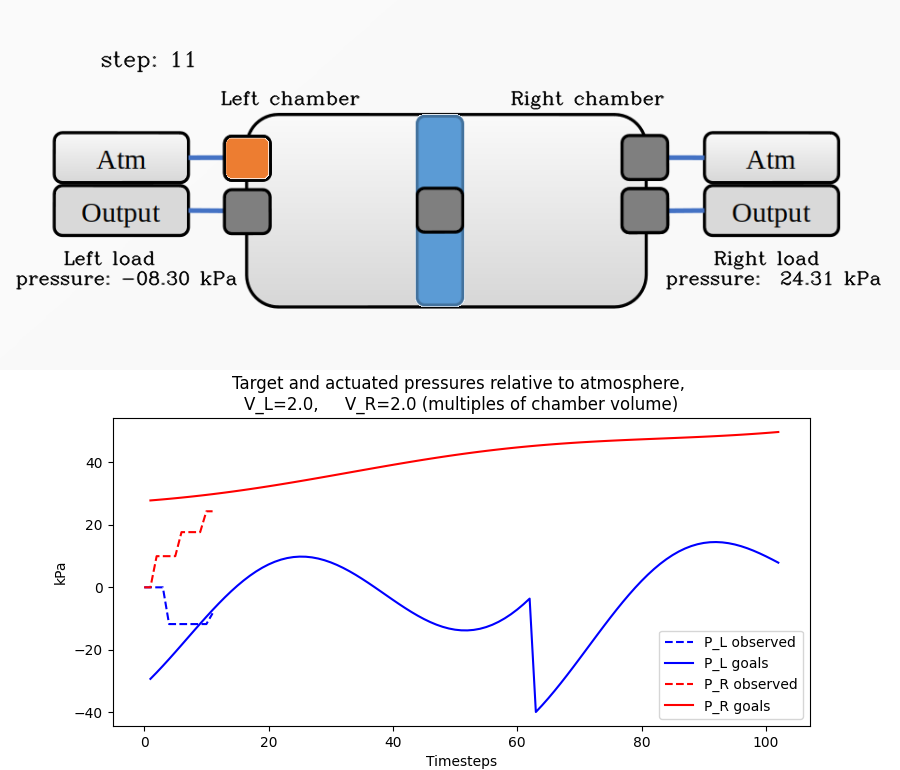 step: 11
Left chamber
Right chamber
Atm
Atm
Output
Output
Left load
pressure: −08.30 kPa
Right load
pressure: 24.31 kPa
Target and actuated pressures relative to atmosphere,
V_L=2.0, V_R=2.0 (multiples of chamber volume)
kPa
40
20
0
−20
−40
P_L observed
P_L goals
P_R observed
P_R goals
0 20 40 60 80 100
Timesteps